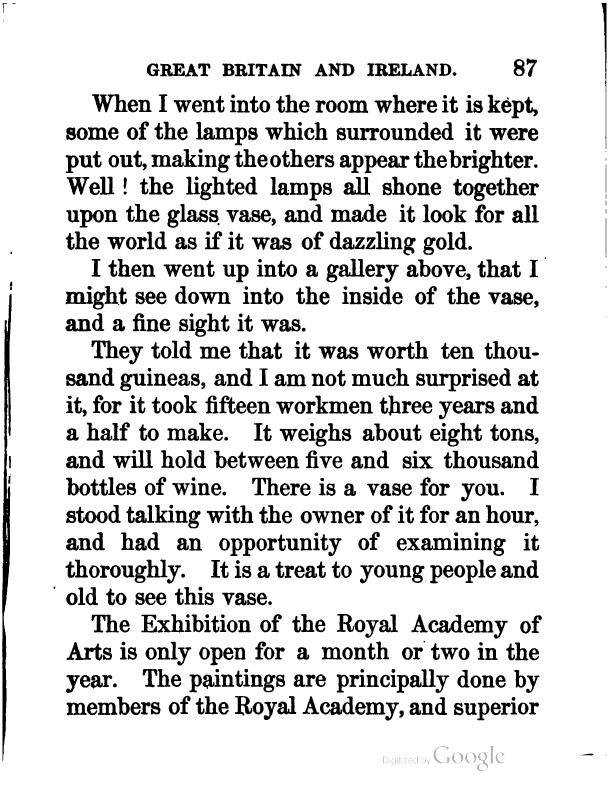 GREAT BRITAIN AND IRELAND. 87
When I went into the room where it is kept,
some of the lamps which surrounded it were
put out, making the others appear the brighter.
Well ! the lighted lamps all shone together
upon the glass vase, and made it look for all
the world as if it was of dazzling gold.
I then went up into a gallery above, that I
might see down into the inside of the vase,
and a fine sight it was.
They told me that it was worth ten thou-
sand guineas, and I am not much surprised at
it, for it took fifteen workmen three years and
a half to make. It weighs about eight tons,
and will hold between five and six thousand
bottles of wine. There is a vase for you. I
stood talking with the owner of it for an hour,
and had an opportunity of examining it
thoroughly. It is a treat to young people and
old to see this vase.
The Exhibition of the Royal Academy of
Arts is only open for a month or two in the
year. The paintings are principally done by
members of the Royal Academy, and superior
Digitized by Google